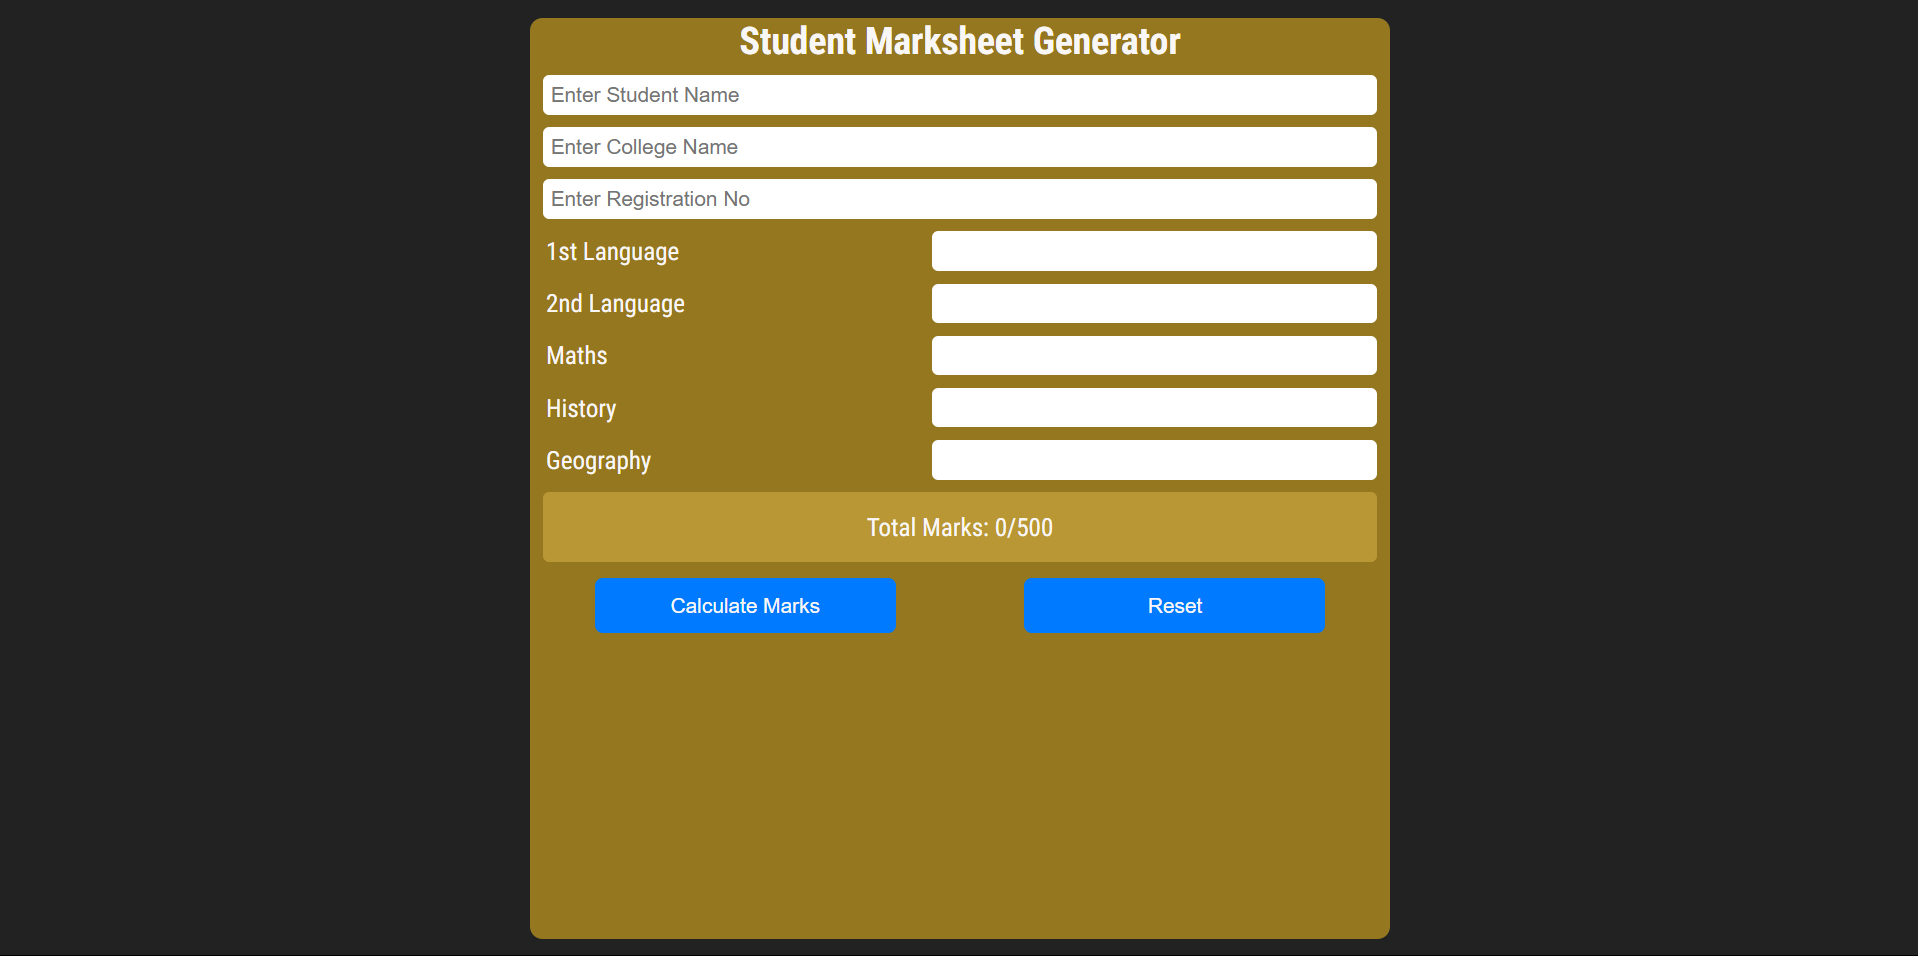 Student Marksheet Generator
Enter Student Name
Enter College Name
Enter Registration No
1st Language
2nd Language
Maths
History
Geography
Total Marks: 0/500
Calculate Marks
Reset